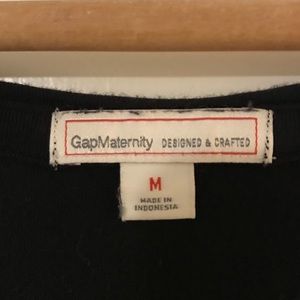 GapMaternity DESIGNED & CRAFTED
M
MADE IN
INDONESIA